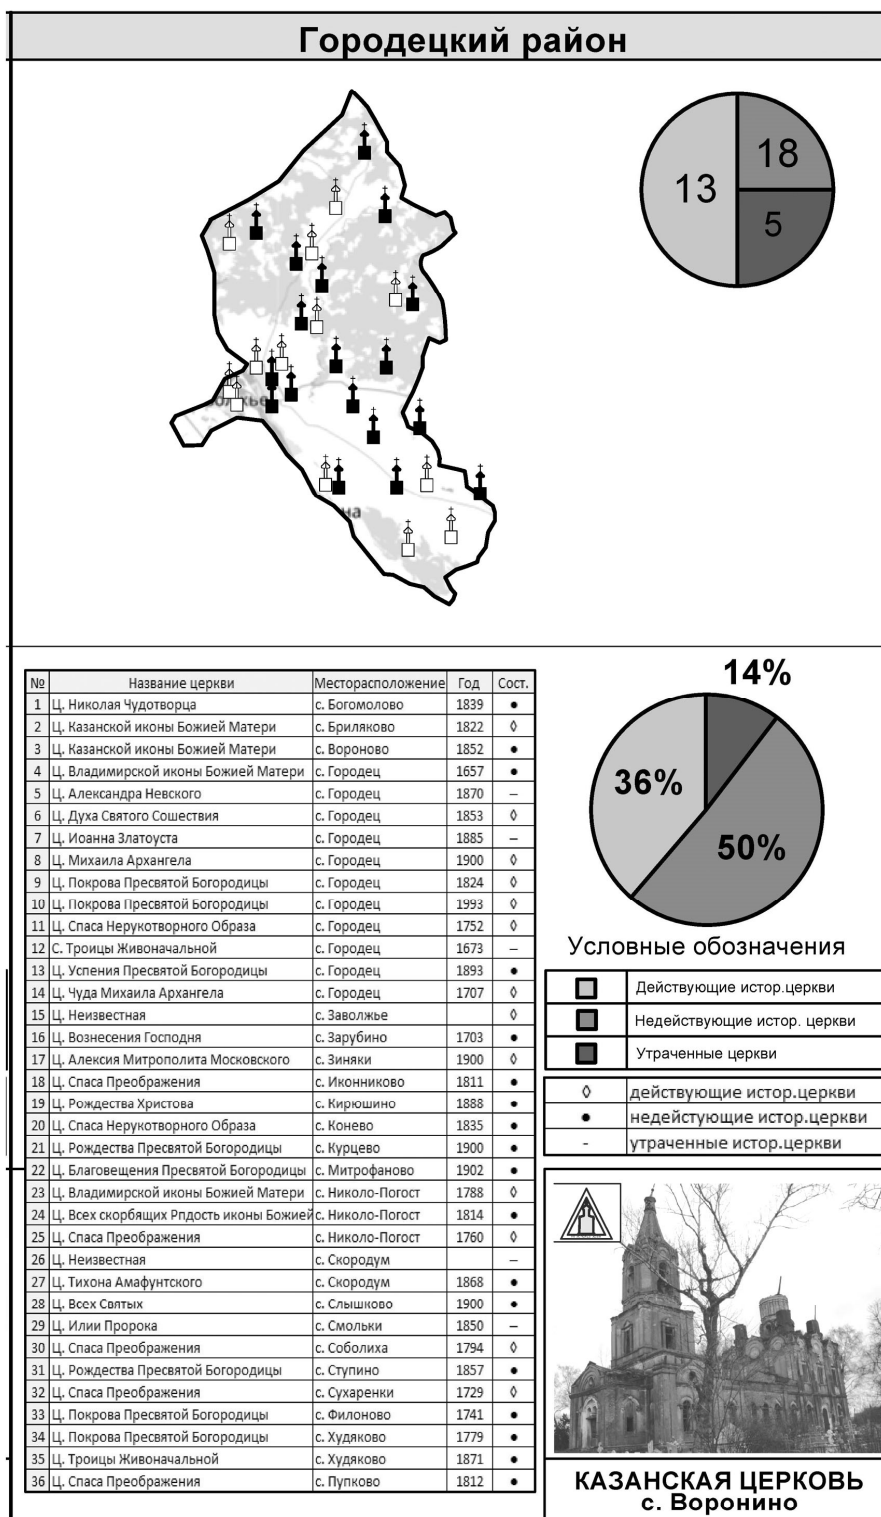 Городецкий район
13
18
5
олжье
на
№ Название церкви Месторасположение Год Сост.
1 Ц. Николая Чудотворца с. Богомолово 1839 •
2 Ц. Казанской иконы Божией Матери с. Бриляково 1822 ◊
3 Ц. Казанской иконы Божией Матери с. Вороново 1852 •
4 Ц. Владимирской иконы Божией Матери с. Городец 1657 •
5 Ц. Александра Невского с. Городец 1870 –
6 Ц. Духа Святого Сошествия с. Городец 1853 ◊
7 Ц. Иоанна Златоуста с. Городец 1885 –
8 Ц. Михаила Архангела с. Городец 1900 ◊
9 Ц. Покрова Пресвятой Богородицы с. Городец 1824 ◊
10 Ц. Покрова Пресвятой Богородицы с. Городец 1993 ◊
11 Ц. Спаса Нерукотворного Образа с. Городец 1752 ◊
12 С. Троицы Живоначальной с. Городец 1673 –
13 Ц. Успения Пресвятой Богородицы с. Городец 1893 •
14 Ц. Чуда Михаила Архангела с. Городец 1707 ◊
15 Ц. Неизвестная с. Заволжье ◊
16 Ц. Вознесения Господня с. Зарубино 1703 •
17 Ц. Алексия Митрополита Московского с. Зиняки 1900 ◊
18 Ц. Спаса Преображения с. Иконниково 1811 •
19 Ц. Рождества Христова с. Кирюшино 1888 •
20 Ц. Спаса Нерукотворного Образа с. Конево 1835 •
21 Ц. Рождества Пресвятой Богородицы с. Курцево 1900 •
22 Ц. Благовещения Пресвятой Богородицы с. Митрофаново 1902 •
23 Ц. Владимирской иконы Божией Матери с. Николо-Погост 1788 ◊
24 Ц. Всех скорбящих Рпдость иконы Божией с. Николо-Погост 1814 •
25 Ц. Спаса Преображения с. Николо-Погост 1760 ◊
26 Ц. Неизвестная с. Скородум –
27 Ц. Тихона Амафунтского с. Скородум 1868 •
28 Ц. Всех Святых с. Слышково 1900 •
29 Ц. Илии Пророка с. Смольки 1850 –
30 Ц. Спаса Преображения с. Соболиха 1794 ◊
31 Ц. Рождества Пресвятой Богородицы с. Ступино 1857 •
32 Ц. Спаса Преображения с. Сухаренки 1729 ◊
33 Ц. Покрова Пресвятой Богородицы с. Филоново 1741 •
34 Ц. Покрова Пресвятой Богородицы с. Худяково 1779 •
35 Ц. Троицы Живоначальной с. Худяково 1871 •
36 Ц. Спаса Преображения с. Пупково 1812 •
14%
36%
50%
Условные обозначения
Действующие истор.церкви
Недействующие истор. церкви
Утраченные церкви
◊ действующие истор.церкви
• недестующие истор.церкви
- утраченные истор.церкви
КАЗАНСКАЯ ЦЕРКОВЬ
с. Воронино